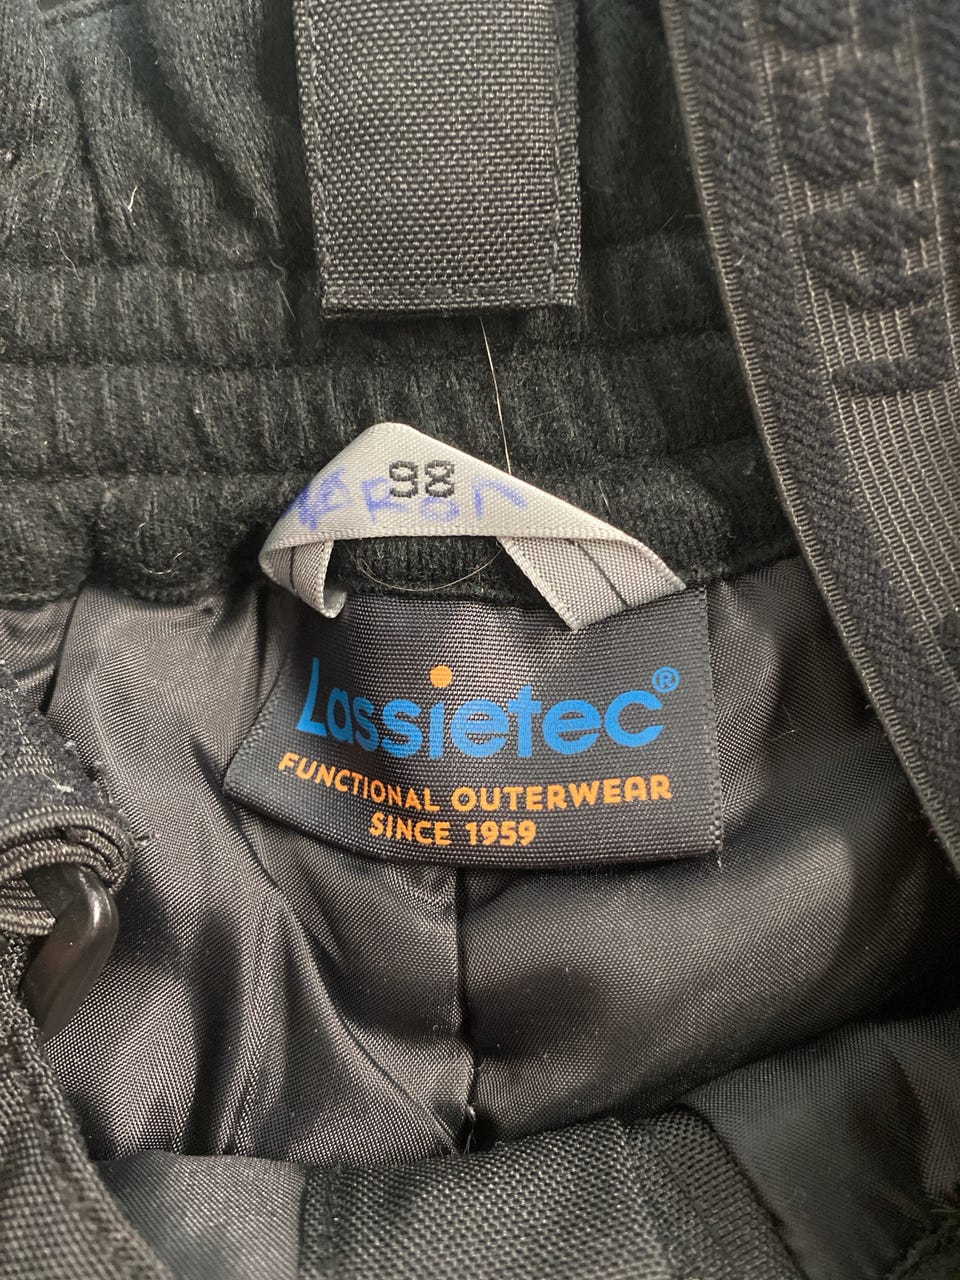 98
Lassietec®
FUNCTIONAL OUTERWEAR
SINCE 1959